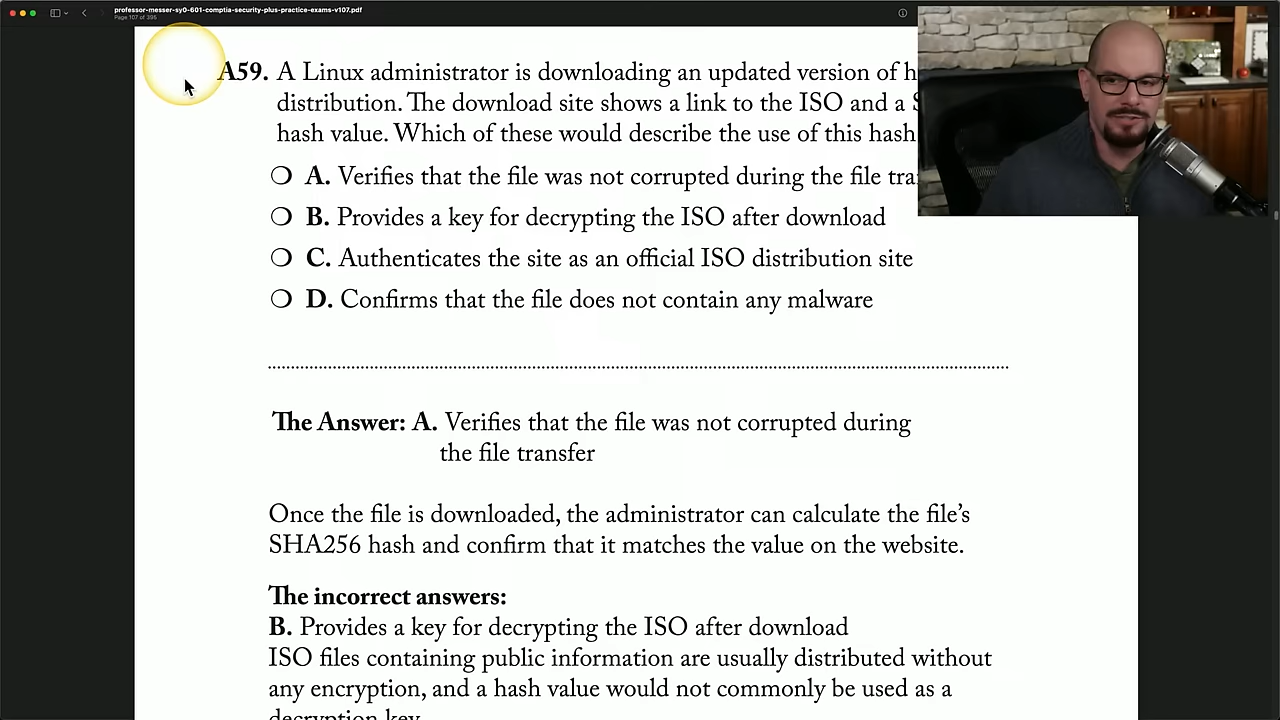 professor-messer-sy0-601-comptia-security-plus-practice-exams-v107.pdf
Page 107 of 395
A59. A Linux administrator is downloading an updated version of
distribution. The download site shows a link to the ISO and a
hash value. Which of these would describe the use of this hash
A. Verifies that the file was not corrupted during the file
B. Provides a key for decrypting the ISO after download
C. Authenticates the site as an official ISO distribution site
D. Confirms that the file does not contain any malware
The Answer: A. Verifies that the file was not corrupted during
the file transfer
Once the file is downloaded, the administrator can calculate the file's
SHA256 hash and confirm that it matches the value on the website.
The incorrect answers:
B. Provides a key for decrypting the ISO after download
ISO files containing public information are usually distributed without
any encryption, and a hash value would not commonly be used as a
decryption key